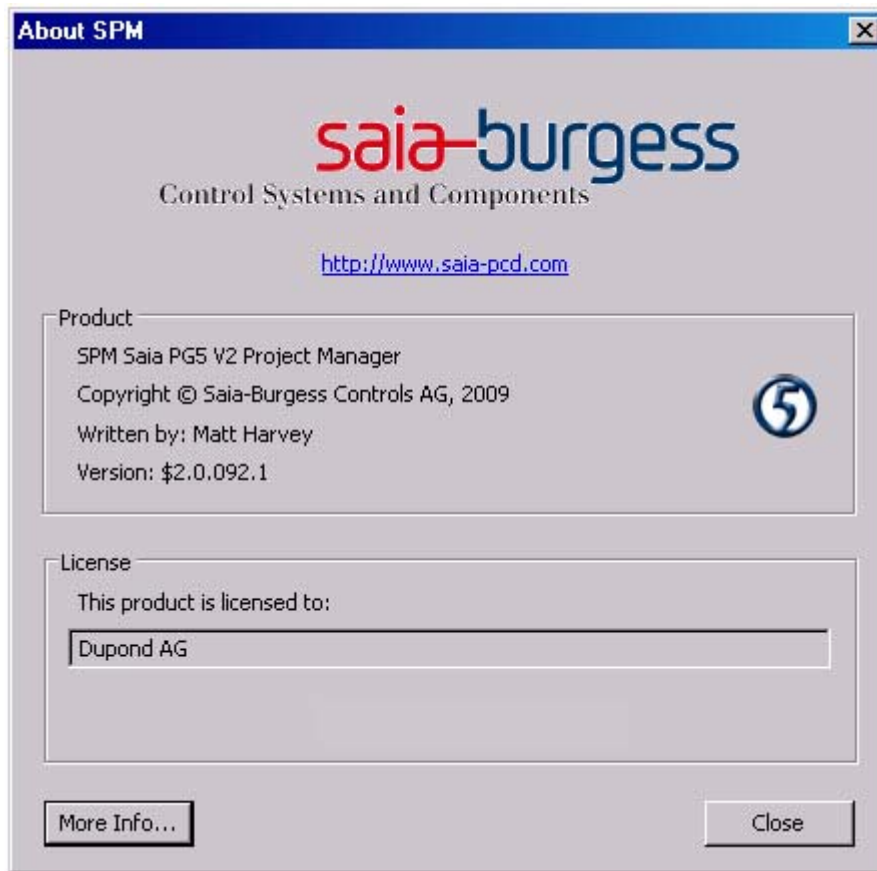 About SPM
saia-burgess
Control Systems and Components
http://www.saia-pcd.com
Product
SPM Saia PG5 V2 Project Manager
Copyright © Saia-Burgess Controls AG, 2009
Written by: Matt Harvey
Version: $2.0.092.1
5
License
This product is licensed to:
Dupond AG
More Info...
Close